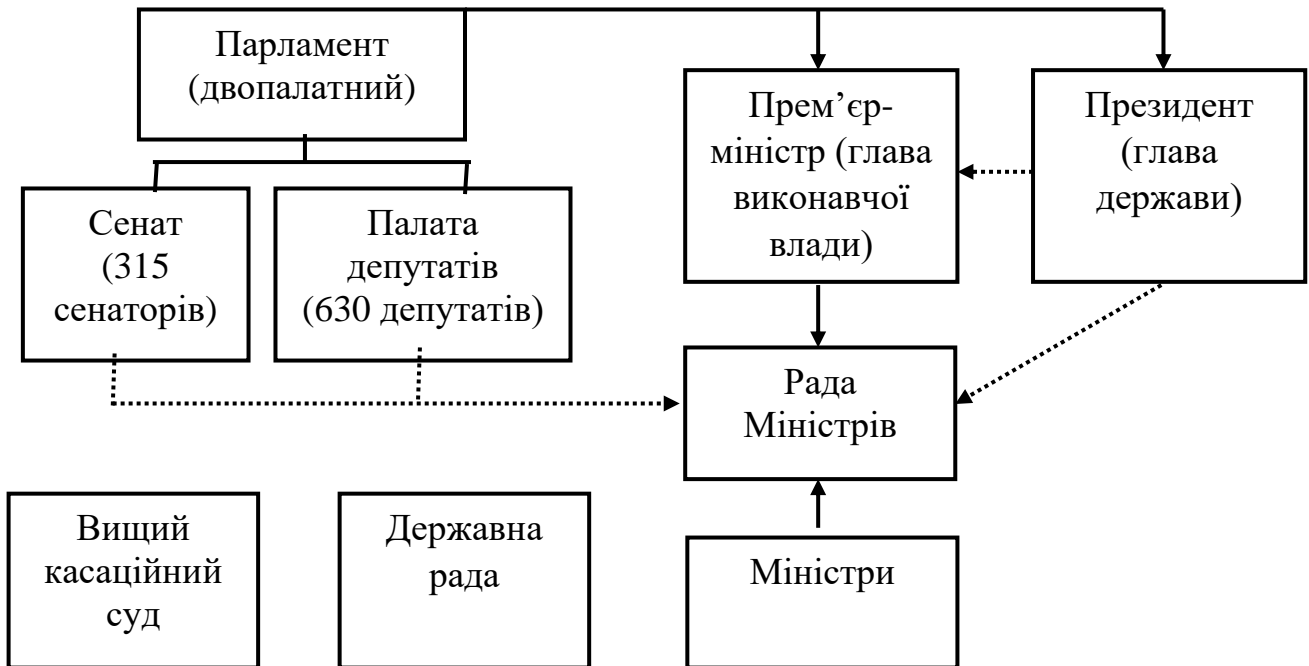 Парламент
(двопалатний)
Прем’єр-
міністр (глава
виконавчої
влади)
Президент
(глава
держави)
Сенат
(315
сенаторів)
Палата
депутатів
(630 депутатів)
Рада
Міністрів
Вищий
касаційний
суд
Державна
рада
Міністри